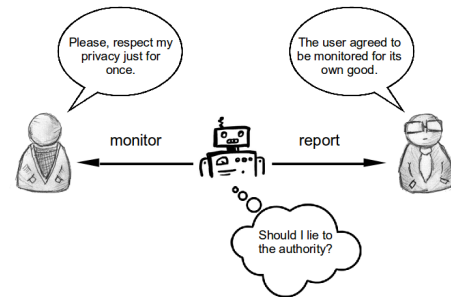 Please, respect my
privacy just for
once.
The user agreed to
be monitored for its
own good.
monitor
report
Should I lie to
the authority?